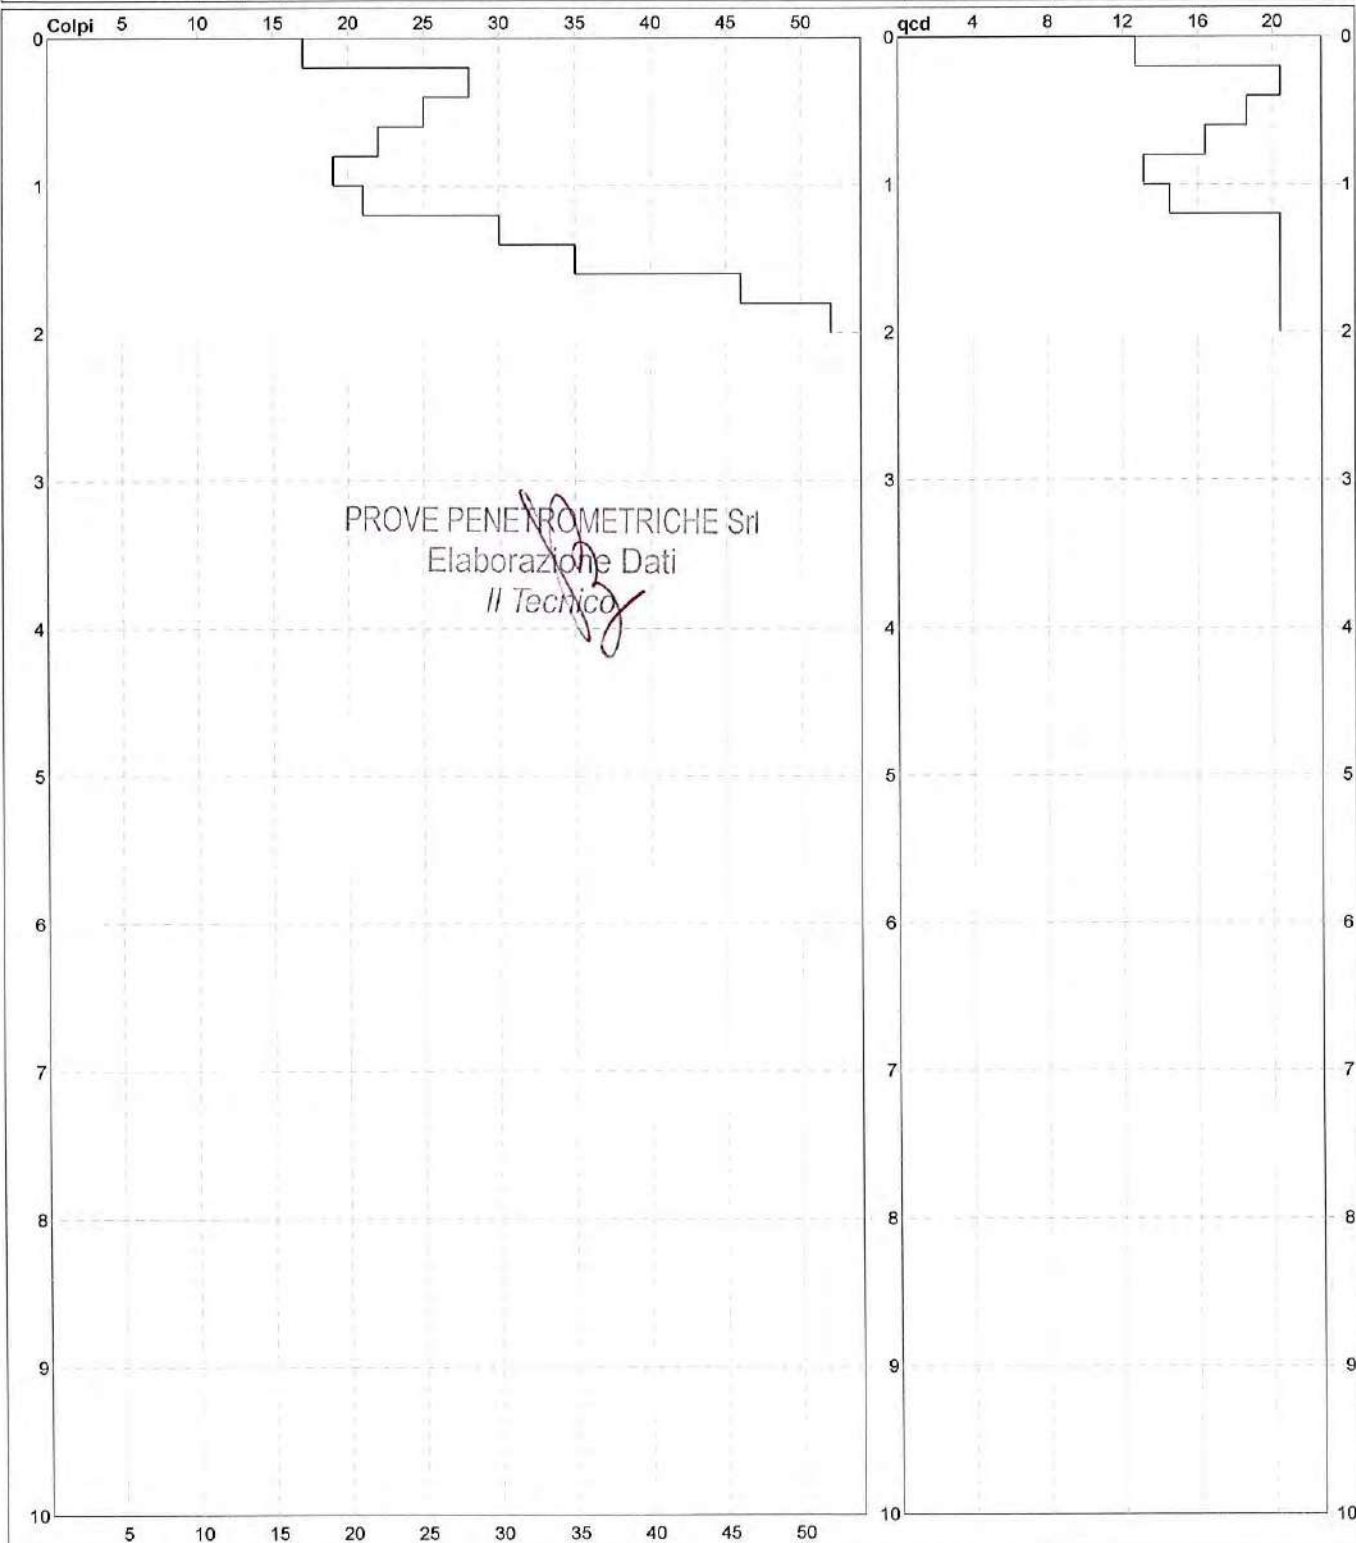 Colpi 5 10 15 20 25 30 35 40 45 50
qcd 4 8 12 16 20
0 0 0
1 1 1
2 2 2
3 3 3
PROVE PENETROMETRICHE Srl
Elaborazione Dati
Il Tecnico
4 4 4
5 5 5
6 6 6
7 7 7
8 8 8
9 9 9
10 10 10
5 10 15 20 25 30 35 40 45 50